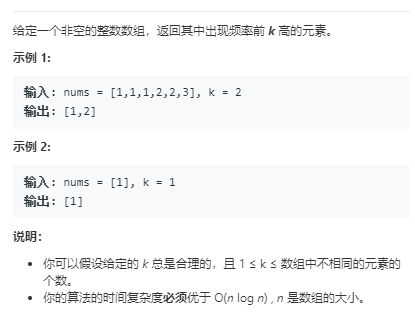 给定一个非空的整数数组，返回其中出现频率前 k 高的元素。
示例 1:
输入: nums = [1,1,1,2,2,3], k = 2
输出: [1,2]
示例 2:
输入: nums = [1], k = 1
输出: [1]
说明：
• 你可以假设给定的 k 总是合理的，且 1 ≤ k ≤ 数组中不相同的元素的
个数。
• 你的算法的时间复杂度必须优于 O(n log n) , n 是数组的大小。